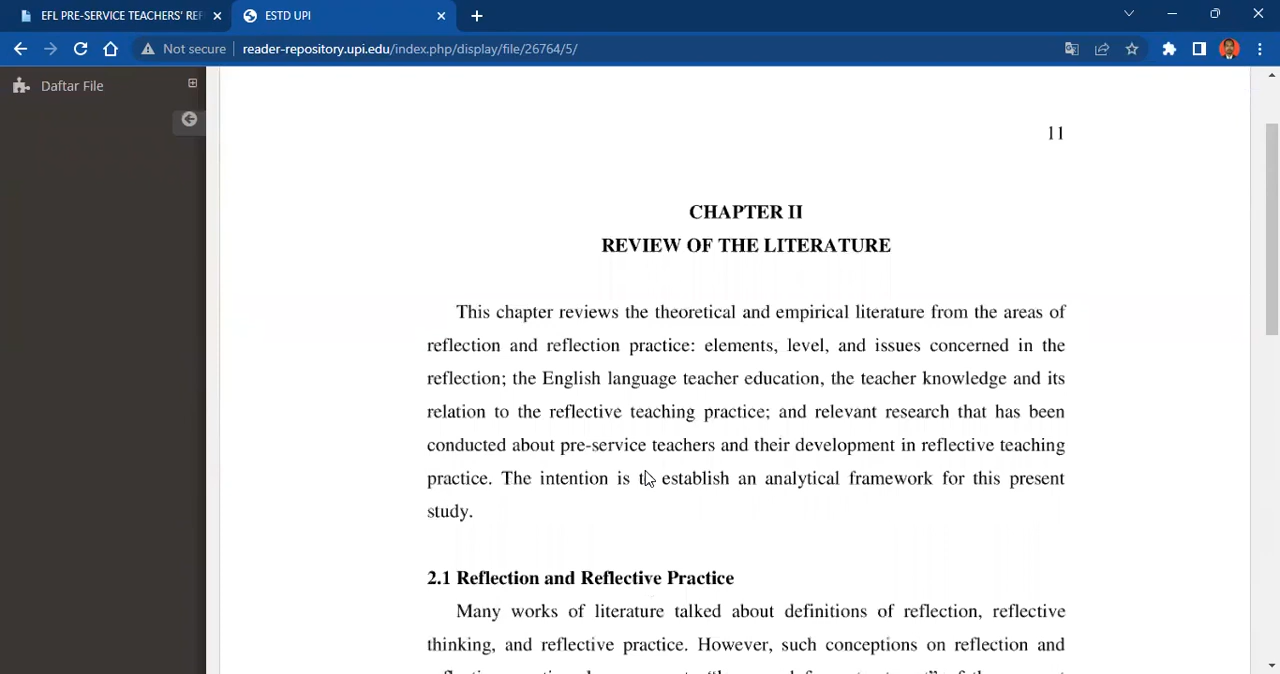 EFL PRE-SERVICE TEACHERS' REF
ESTD UPI
Not secure
reader-repository.upi.edu/index.php/display/file/26764/5/
Daftar File
11
CHAPTER II
REVIEW OF THE LITERATURE
This chapter reviews the theoretical and empirical literature from the areas of
reflection and reflection practice: elements, level, and issues concerned in the
reflection; the English language teacher education, the teacher knowledge and its
relation to the reflective teaching practice; and relevant research that has been
conducted about pre-service teachers and their development in reflective teaching
practice. The intention is to establish an analytical framework for this present
study.
2.1 Reflection and Reflective Practice
Many works of literature talked about definitions of reflection, reflective
thinking, and reflective practice. However, such conceptions on reflection and